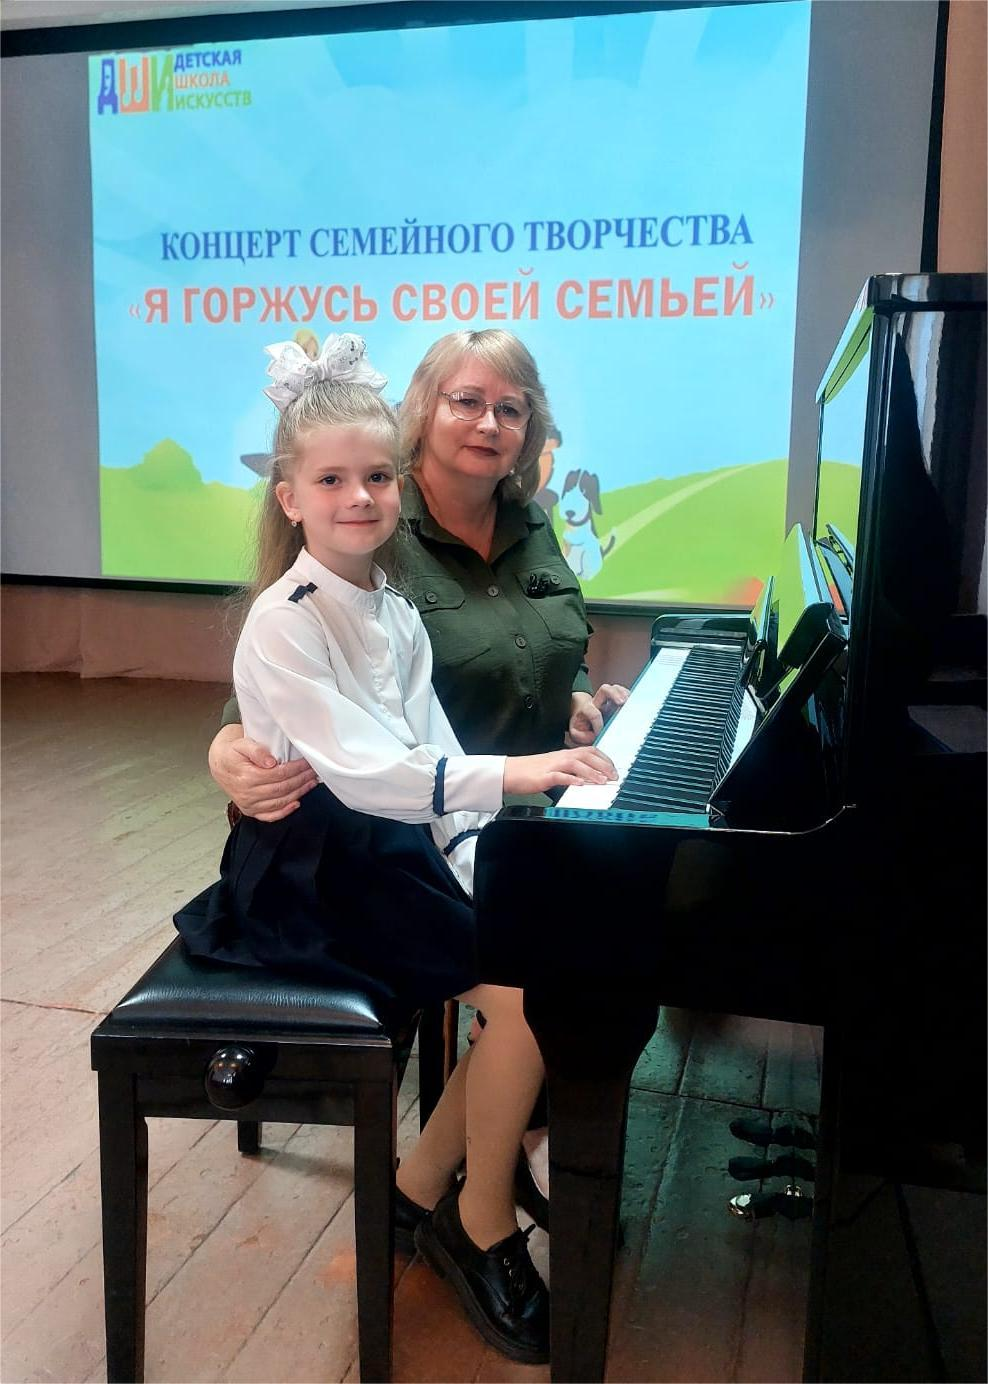 ДШИ
ДЕТСКАЯ
ШКОЛА
ИСКУССТВ
КОНЦЕРТ СЕМЕЙНОГО ТВОРЧЕСТВА
«Я ГОРЖУСЬ СВОЕЙ СЕМЬЕЙ»